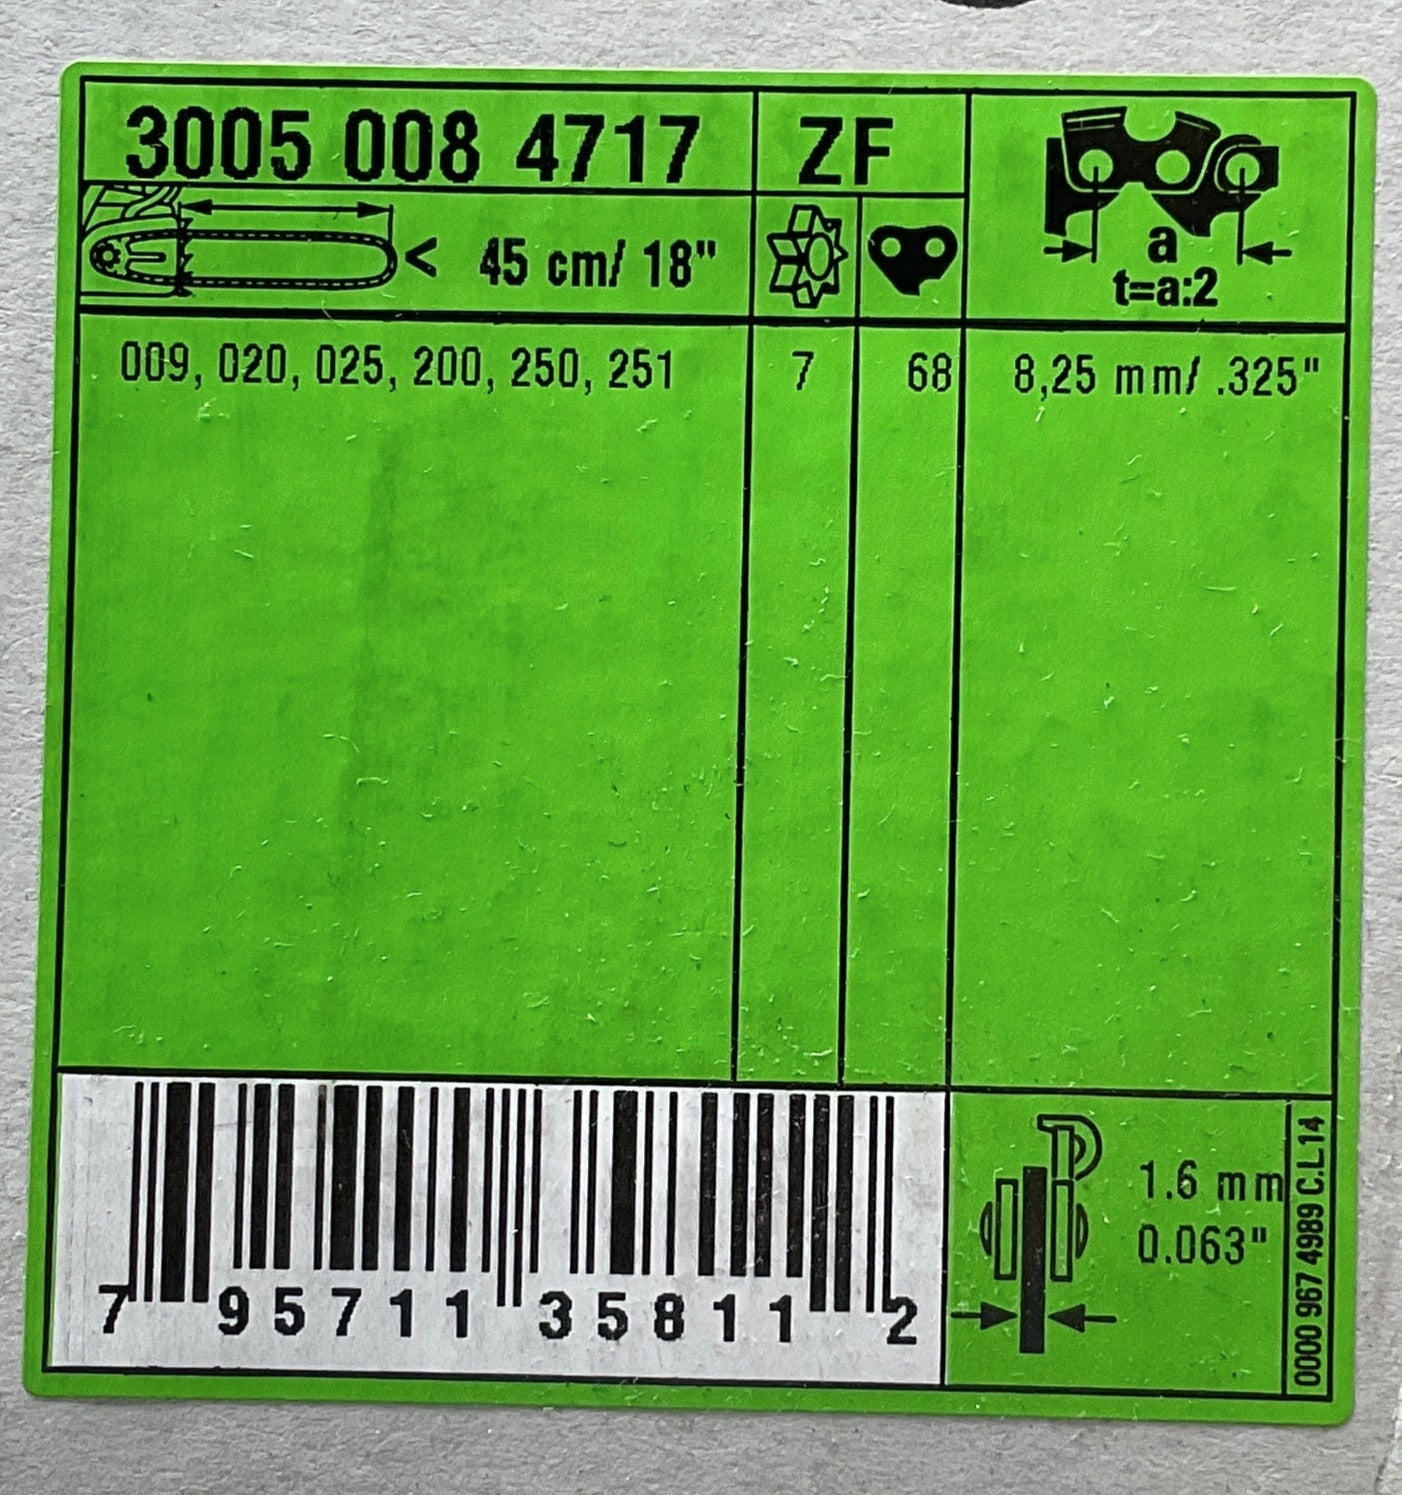 3005 008 4717 ZF
< 45 cm/ 18"
a
t=a:2
009, 020, 025, 200, 250, 251 7 68 8,25 mm/ .325"
1.6 mm
0.063"
7 95711 35811 2
0000 967 4989 C.L14